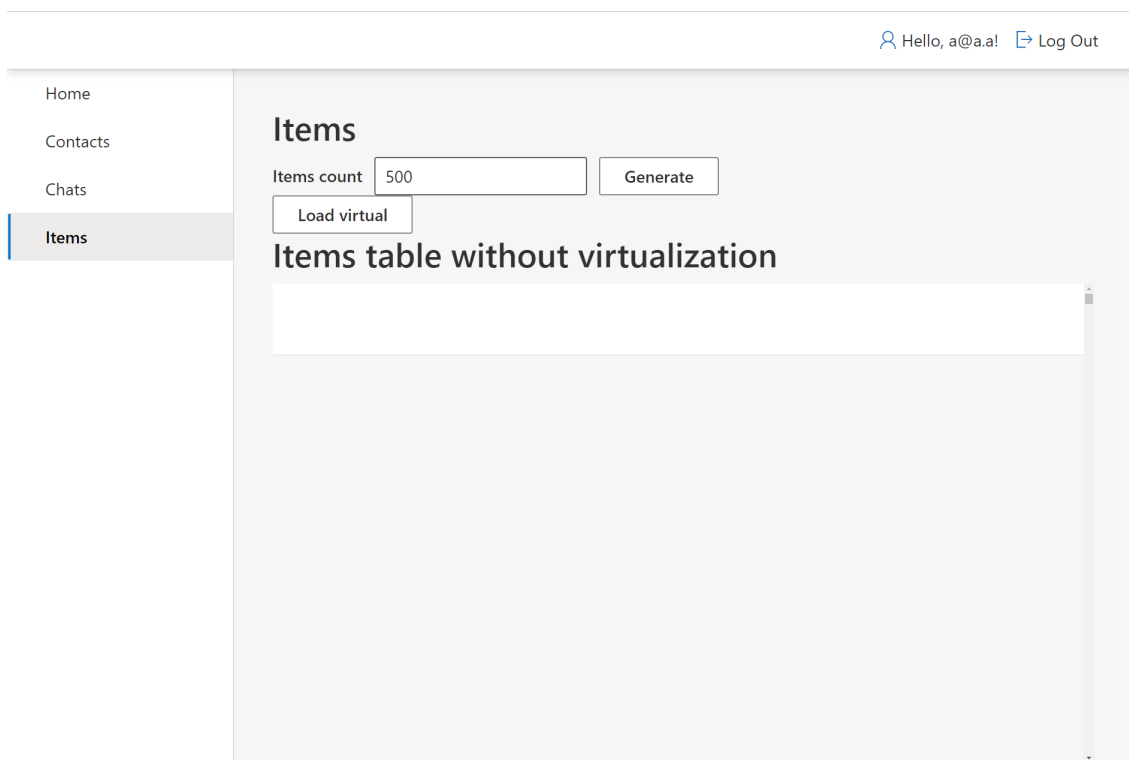 Hello, a@a.a! Log Out
Home
Contacts
Chats
Items
Items
Items count 500 Generate
Load virtual
Items table without virtualization